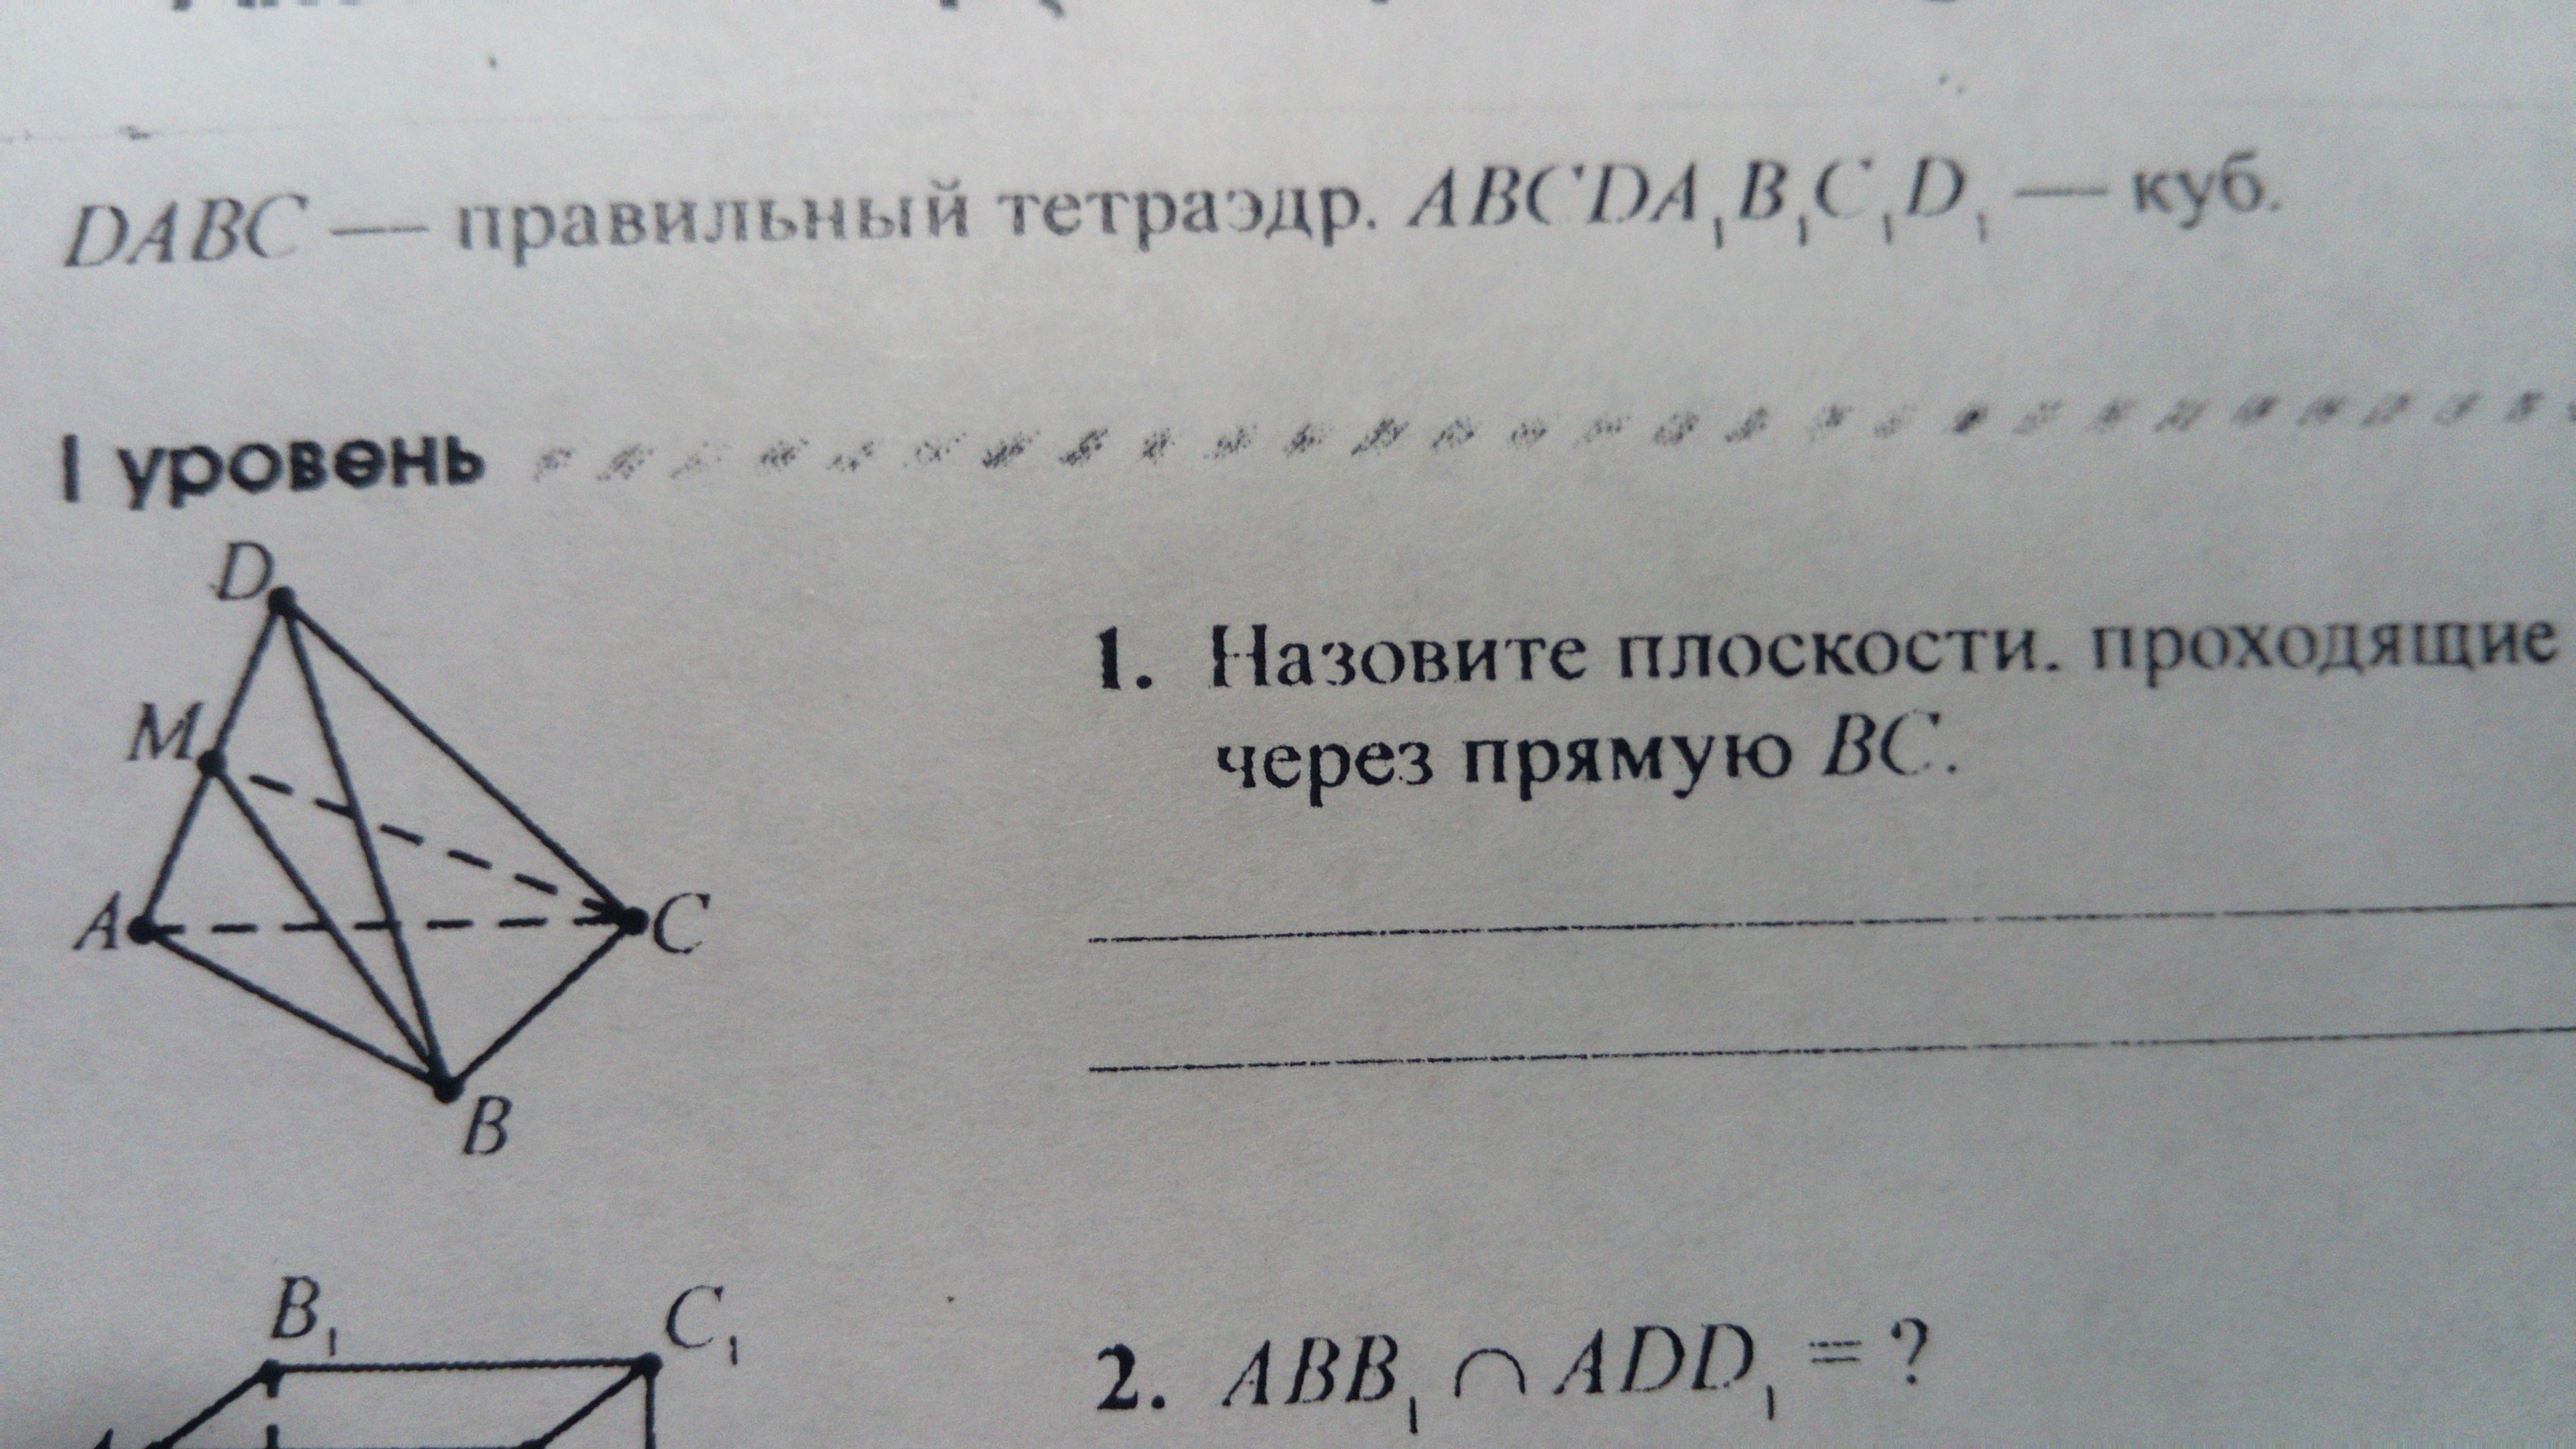 DABC — правильный тетраэдр. ABCDA₁B₁C₁D₁ — куб.
I уровень
D
M
A
C
B
1. Назовите плоскости, проходящие
через прямую BC.
B₁
C₁
2. ABB₁ ∩ ADD₁ = ?